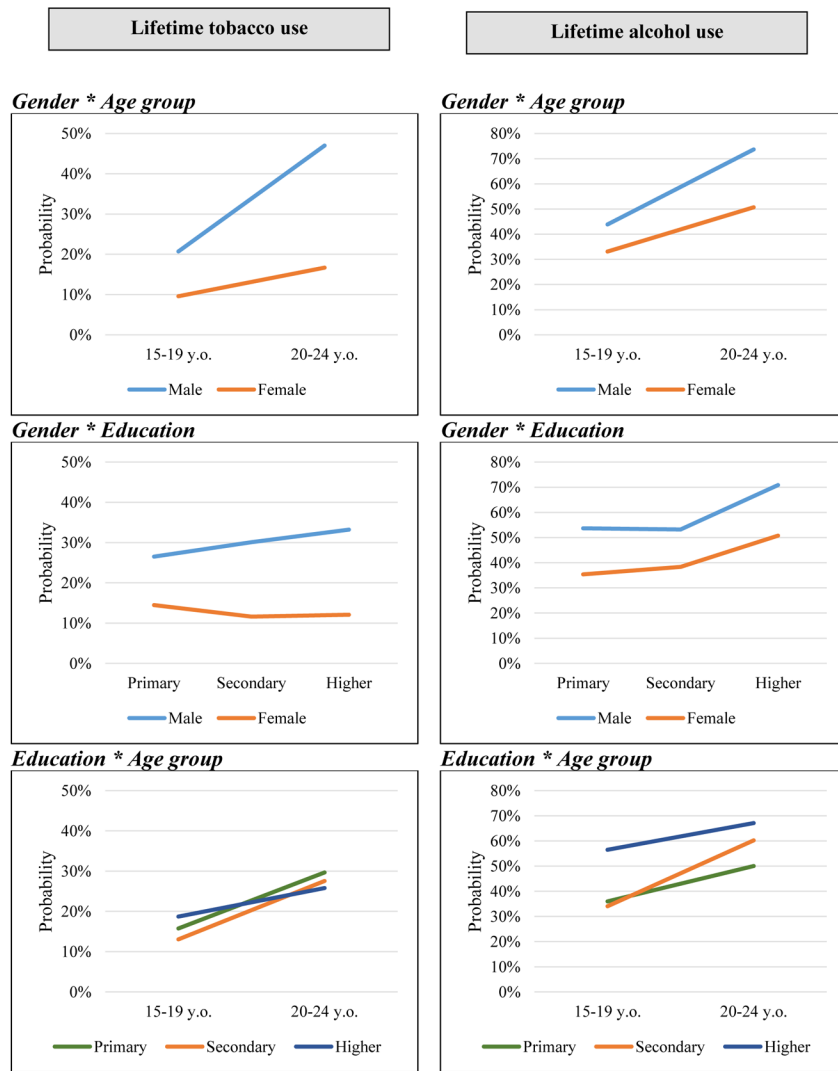 Lifetime tobacco use
Lifetime alcohol use
Gender * Age group
50%
40%
30%
20%
10%
0%
Probability
15-19 y.o.
20-24 y.o.
Male
Female
Gender * Age group
80%
70%
60%
50%
40%
30%
20%
10%
0%
Probability
15-19 y.o.
20-24 y.o.
Male
Female
Gender * Education
50%
40%
30%
20%
10%
0%
Probability
Primary
Secondary
Higher
Male
Female
Gender * Education
80%
70%
60%
50%
40%
30%
20%
10%
0%
Probability
Primary
Secondary
Higher
Male
Female
Education * Age group
50%
40%
30%
20%
10%
0%
Probability
15-19 y.o.
20-24 y.o.
Primary
Secondary
Higher
Education * Age group
80%
70%
60%
50%
40%
30%
20%
10%
0%
Probability
15-19 y.o.
20-24 y.o.
Primary
Secondary
Higher